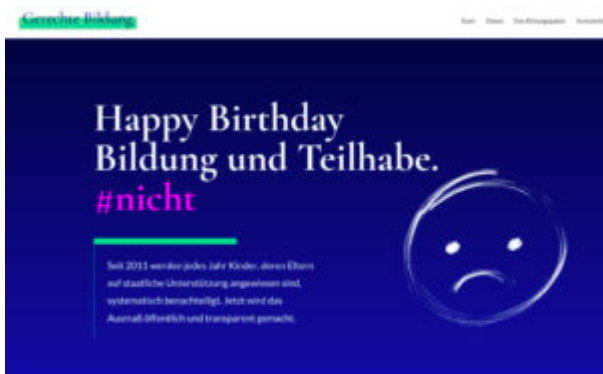 Gerechte Bildung
Happy Birthday
Bildung und Teilhabe.
#nicht
Seit 2011 werden jedes Jahr Kinder, deren Eltern
auf staatliche Unterstützung angewiesen sind,
systematisch benachteiligt. Jetzt wird das
Ausmaß öffentlich und transparent gemacht.